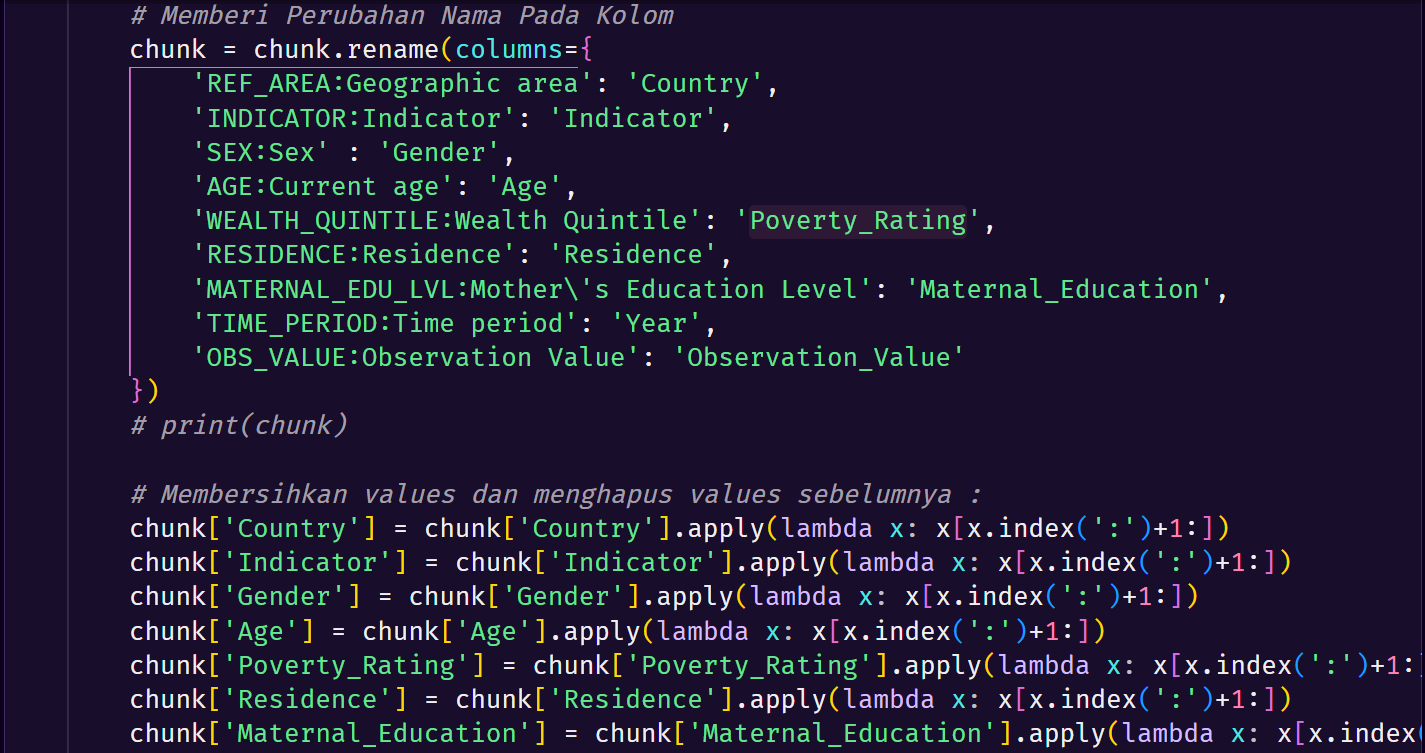 # Memberi Perubahan Nama Pada Kolom
chunk = chunk.rename(columns={
    'REF_AREA:Geographic area': 'Country',
    'INDICATOR:Indicator': 'Indicator',
    'SEX:Sex' : 'Gender',
    'AGE:Current age': 'Age',
    'WEALTH_QUINTILE:Wealth Quintile': 'Poverty_Rating',
    'RESIDENCE:Residence': 'Residence',
    'MATERNAL_EDU_LVL:Mother\'s Education Level': 'Maternal_Education',
    'TIME_PERIOD:Time period': 'Year',
    'OBS_VALUE:Observation Value': 'Observation_Value'
})
# print(chunk)
# Membersihkan values dan menghapus values sebelumnya :
chunk['Country'] = chunk['Country'].apply(lambda x: x[x.index(':')+1:])
chunk['Indicator'] = chunk['Indicator'].apply(lambda x: x[x.index(':')+1:])
chunk['Gender'] = chunk['Gender'].apply(lambda x: x[x.index(':')+1:])
chunk['Age'] = chunk['Age'].apply(lambda x: x[x.index(':')+1:])
chunk['Poverty_Rating'] = chunk['Poverty_Rating'].apply(lambda x: x[x.index(':')+1:
chunk['Residence'] = chunk['Residence'].apply(lambda x: x[x.index(':')+1:])
chunk['Maternal_Education'] = chunk['Maternal_Education'].apply(lambda x: x[x.index(